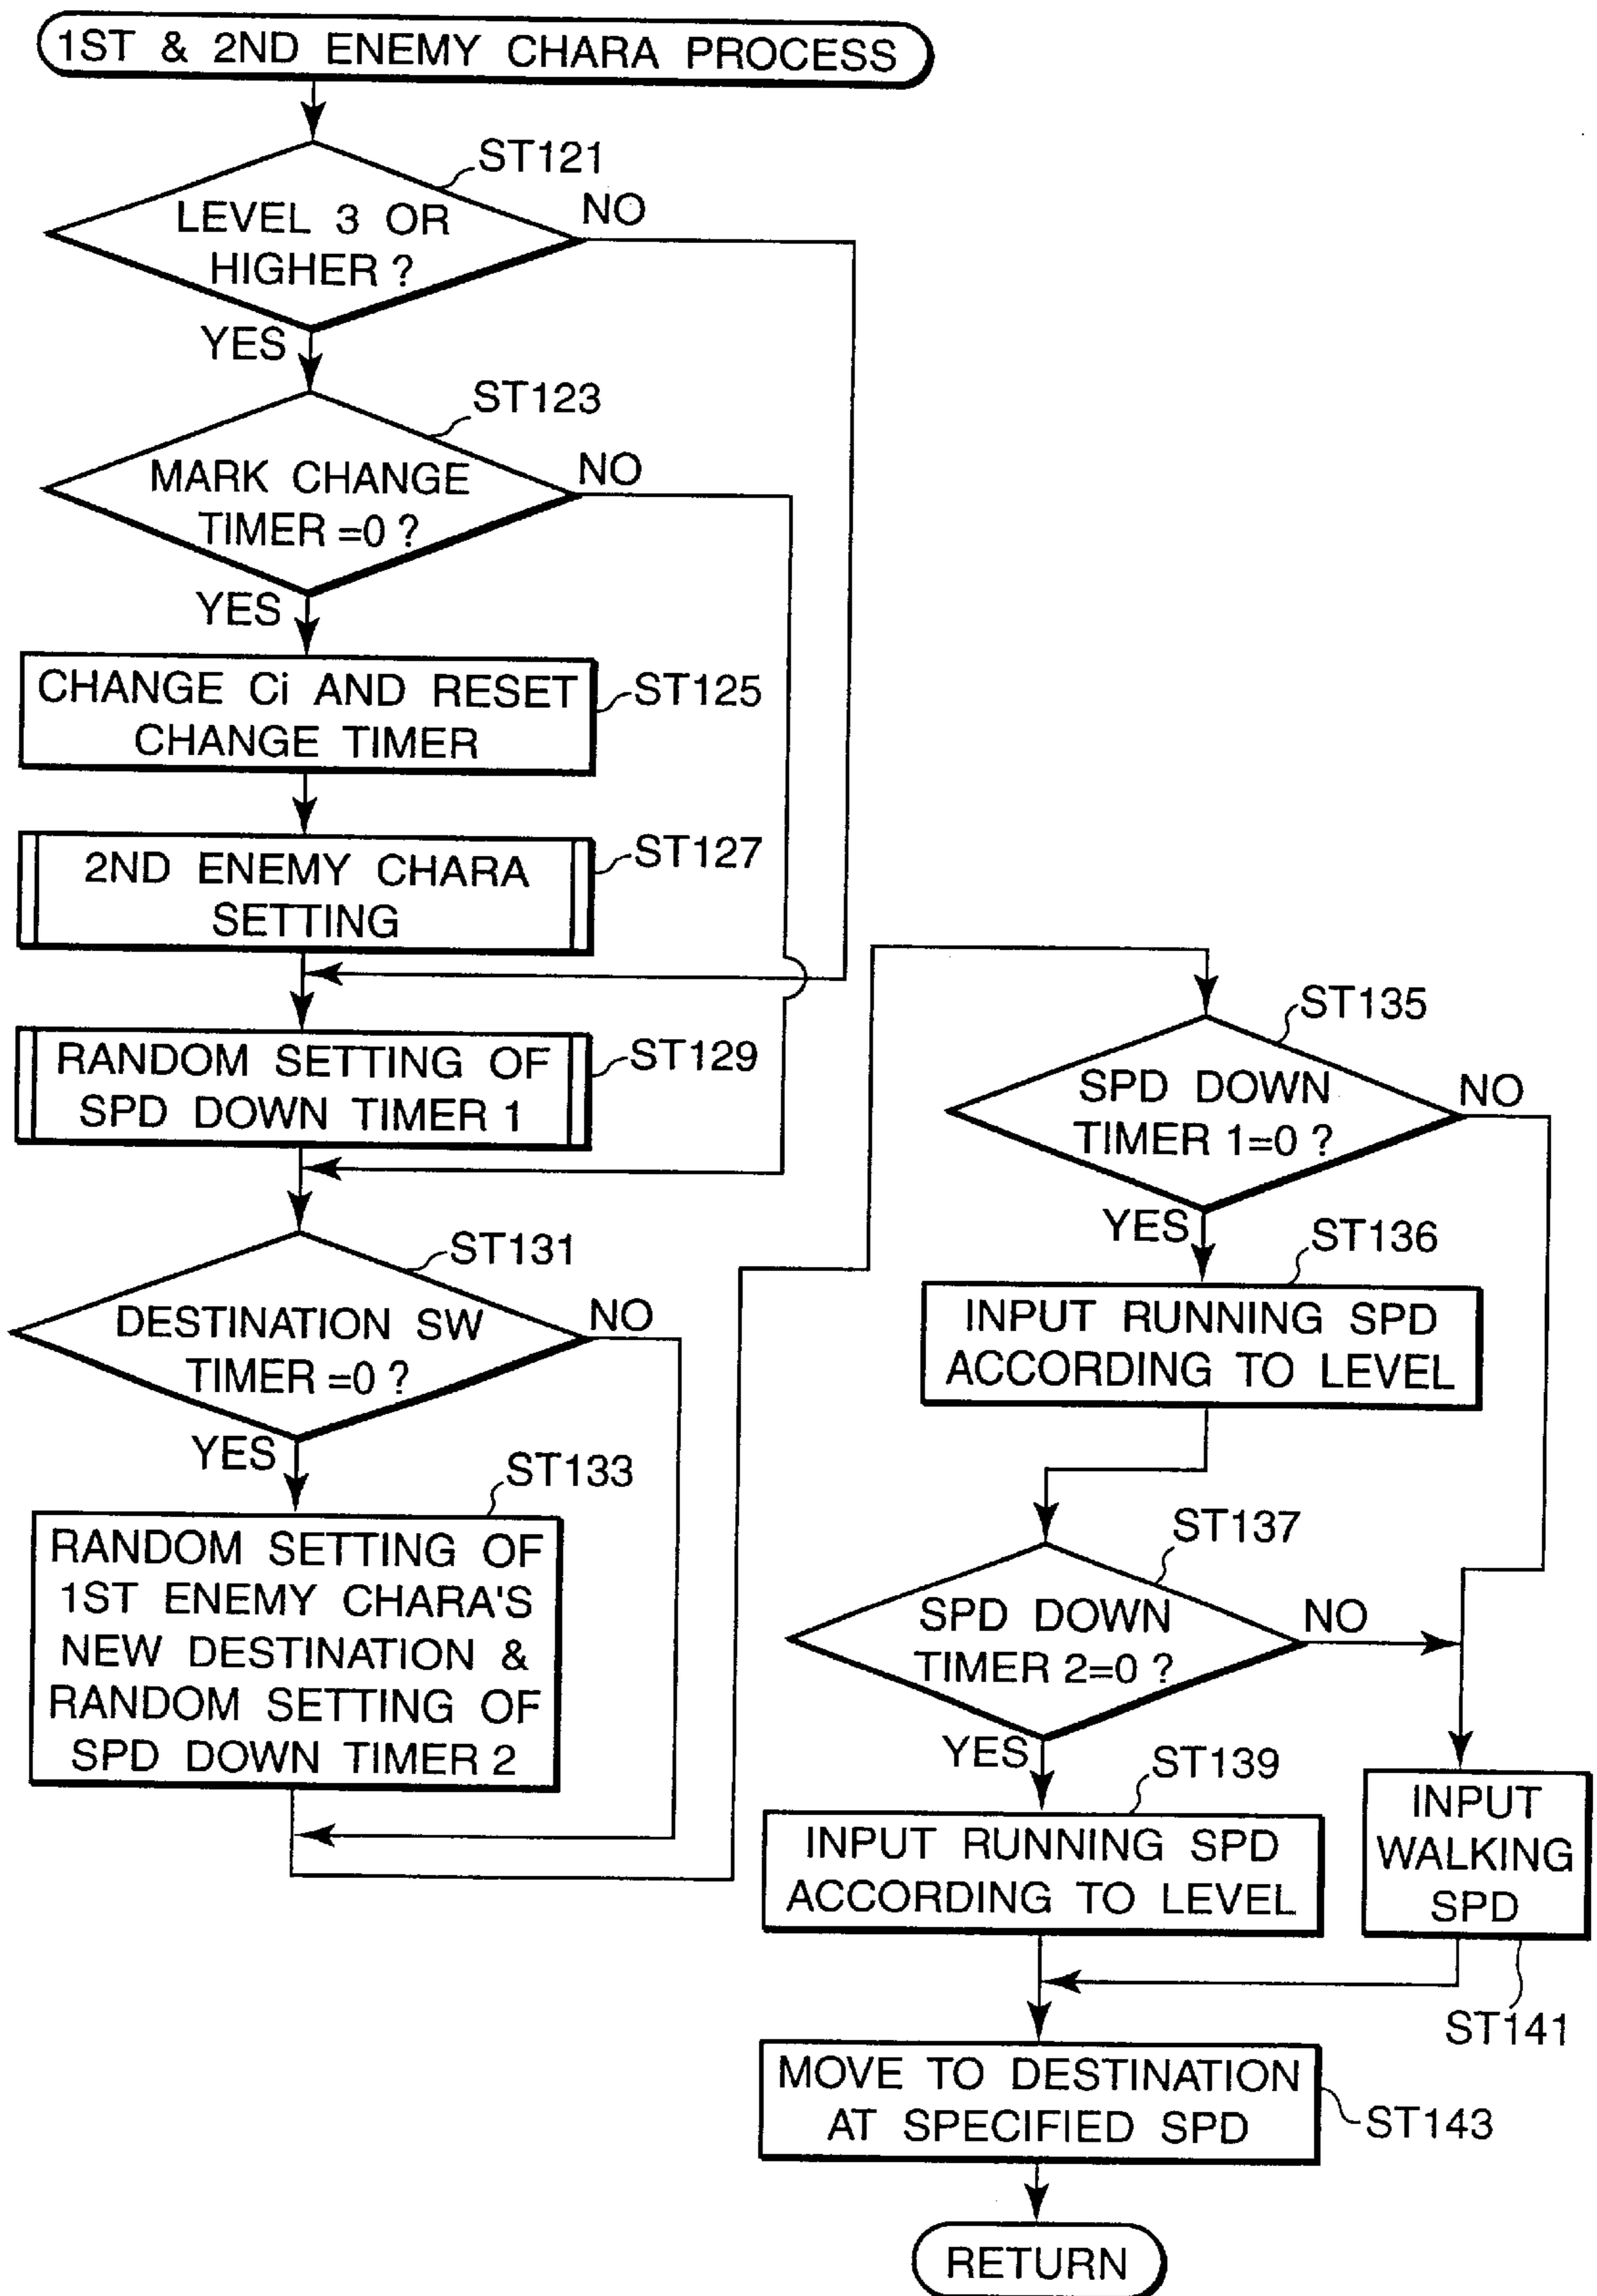 1ST & 2ND ENEMY CHARA PROCESS
ST121
LEVEL 3 OR
HIGHER ?
NO
YES
ST123
MARK CHANGE
TIMER =0 ?
NO
YES
CHANGE Ci AND RESET
CHANGE TIMER
ST125
2ND ENEMY CHARA
SETTING
ST127
RANDOM SETTING OF
SPD DOWN TIMER 1
ST129
ST131
DESTINATION SW
TIMER =0 ?
NO
YES
ST133
RANDOM SETTING OF
1ST ENEMY CHARA'S
NEW DESTINATION &
RANDOM SETTING OF
SPD DOWN TIMER 2
ST135
SPD DOWN
TIMER 1=0 ?
NO
YES
ST136
INPUT RUNNING SPD
ACCORDING TO LEVEL
ST137
SPD DOWN
TIMER 2=0 ?
NO
YES
ST139
INPUT RUNNING SPD
ACCORDING TO LEVEL
INPUT
WALKING
SPD
ST141
MOVE TO DESTINATION
AT SPECIFIED SPD
ST143
RETURN